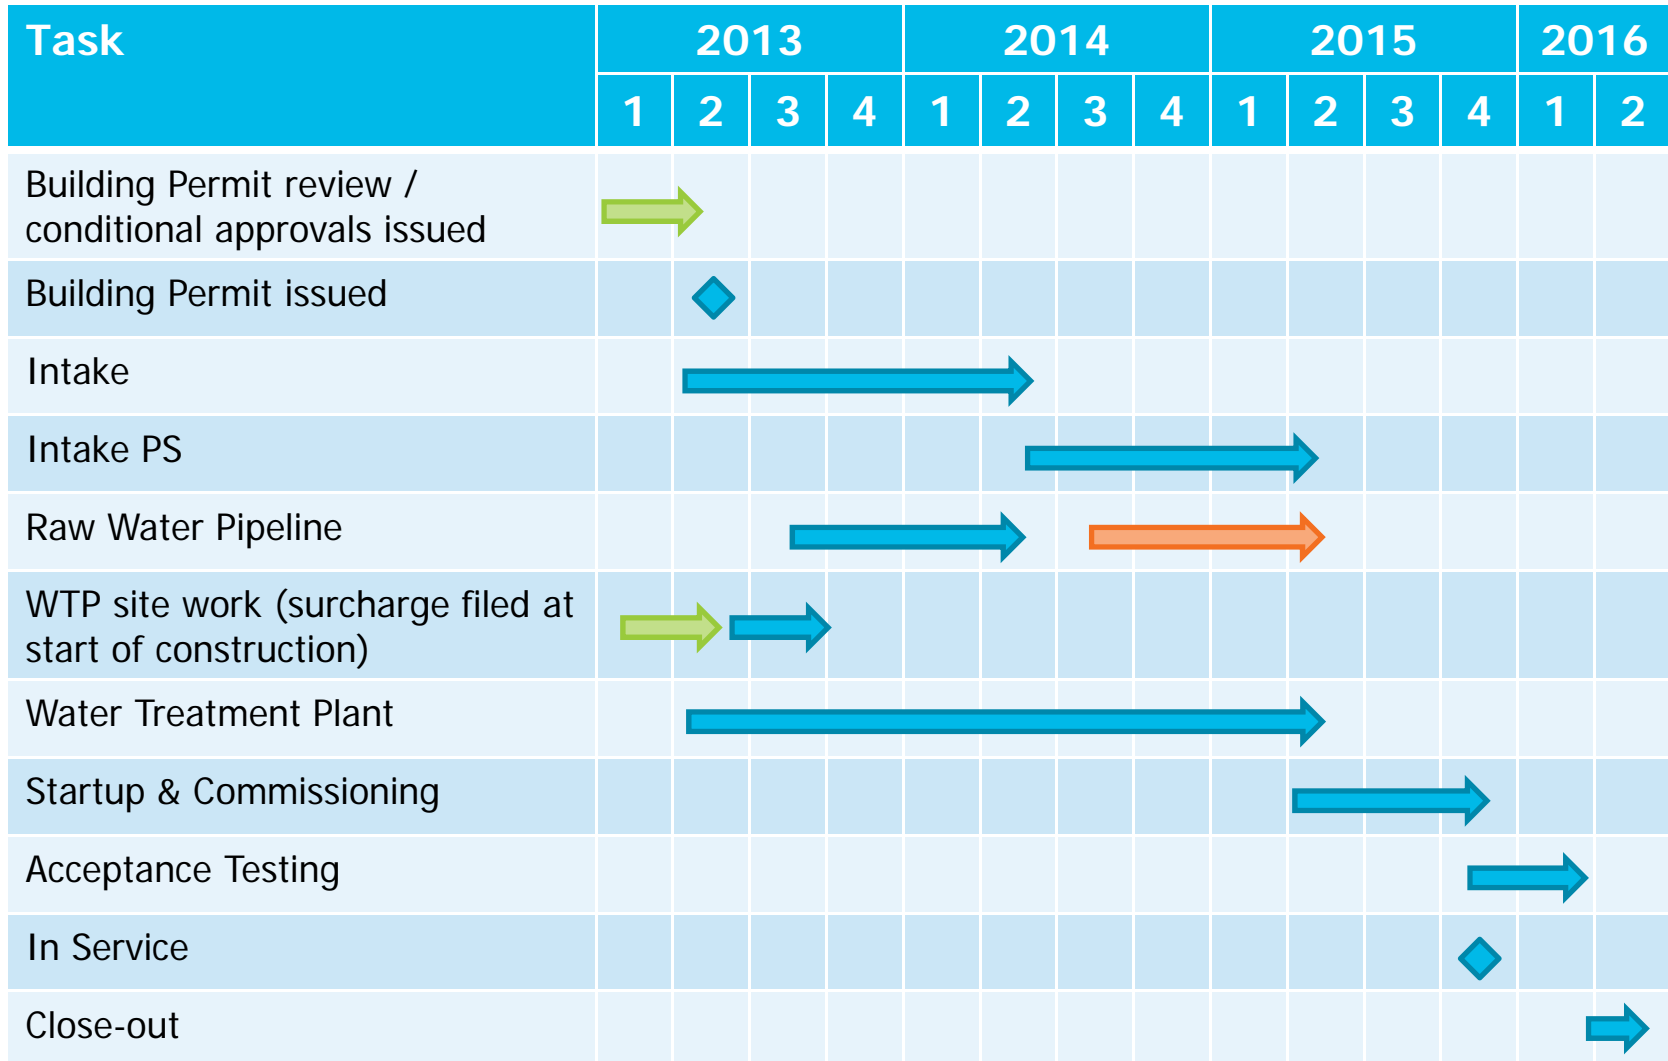 Task 2013 2014 2015 2016
1 2 3 4 1 2 3 4 1 2 3 4 1 2
Building Permit review /
conditional approvals issued
Building Permit issued
Intake
Intake PS
Raw Water Pipeline
WTP site work (surcharge filed at
start of construction)
Water Treatment Plant
Startup & Commissioning
Acceptance Testing
In Service
Close-out